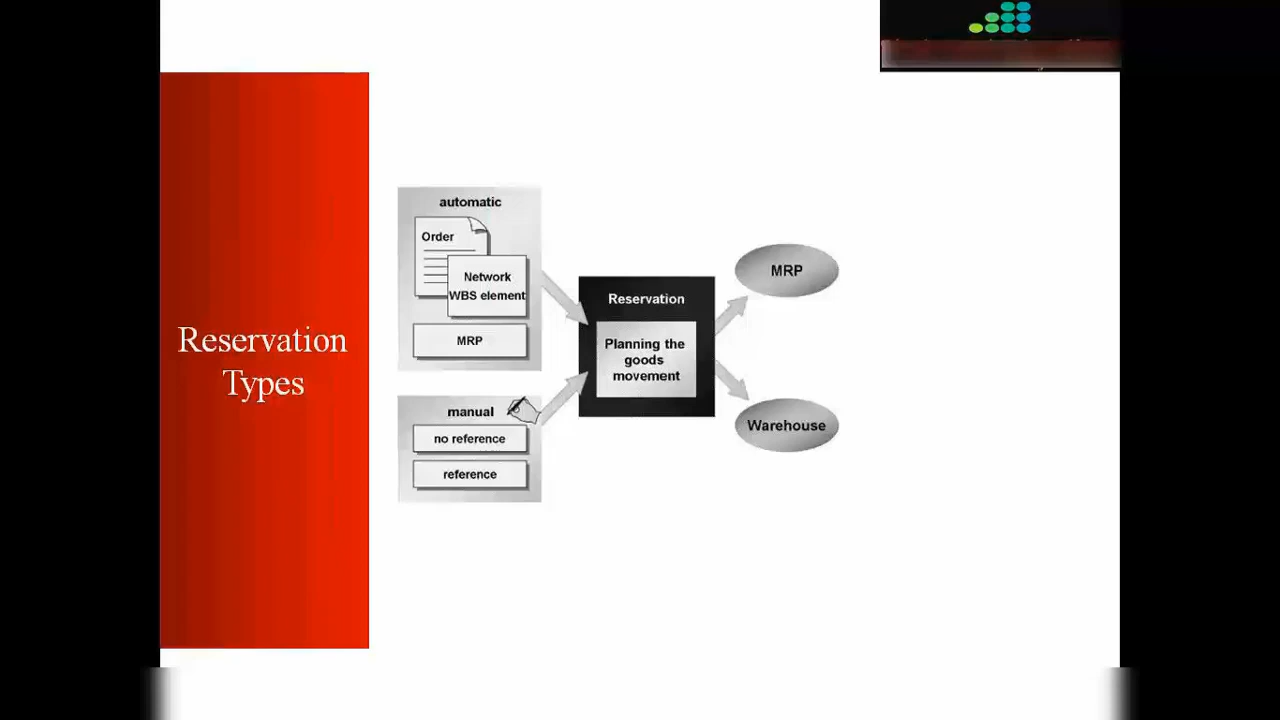 Reservation
Types
automatic
Order
Network
WBS element
MRP
manual
no reference
reference
Reservation
Planning the
goods
movement
MRP
Warehouse